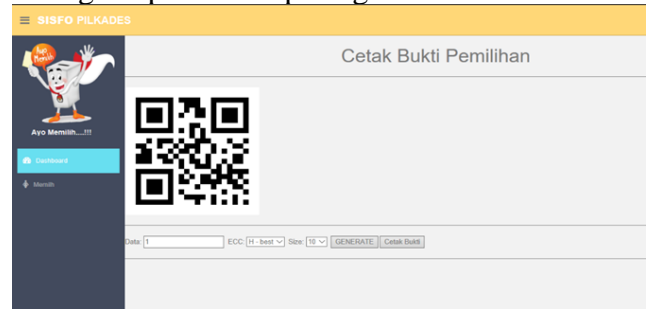 SISFO PILKADES
Cetak Bukti Pemilihan
Ayo Memilih
Ayo Memilih....!!!
Dashboard
Memilih
Data: 1 ECC: H - best Size: 10 GENERATE Cetak Bukti